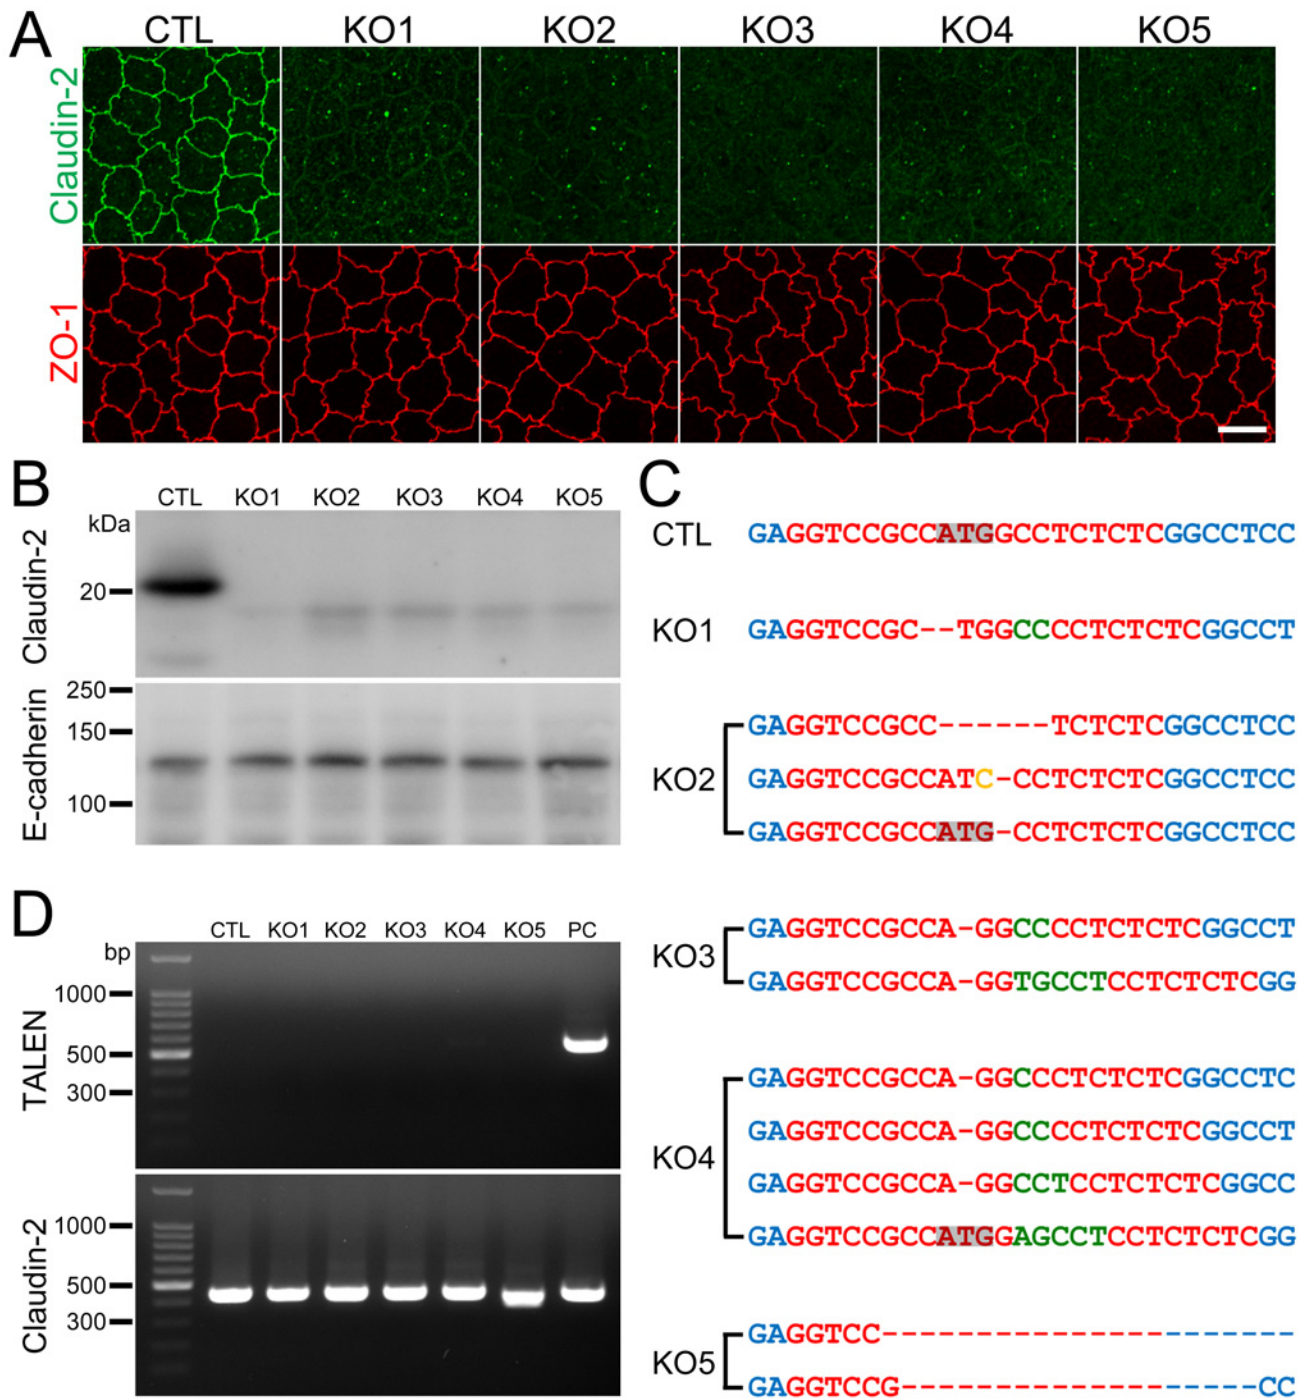 A
CTL KO1 KO2 KO3 KO4 KO5
Claudin-2
ZO-1
B
CTL KO1 KO2 KO3 KO4 KO5
kDa
20
Claudin-2
250
150
100
E-cadherin
C
CTL GAGGTCCGCCATGGCCTCTCTCGGCCTCC
KO1 GAGGTCCGC--TGGCCCCTCTCTCGGCCT
KO2
GAGGTCCGCC------TCTCTCGGCCTCC
GAGGTCCGCCATC-CCTCTCTCGGCCTCC
GAGGTCCGCCATG-CCTCTCTCGGCCTCC
KO3
GAGGTCCGCCA-GGCCCCTCTCTCGGCCT
GAGGTCCGCCA-GGTGCCTCCTCTCTCGG
KO4
GAGGTCCGCCA-GGCCCTCTCTCGGCCTC
GAGGTCCGCCA-GGCCCCTCTCTCGGCCT
GAGGTCCGCCA-GGCCTCCTCTCTCGGCC
GAGGTCCGCCATGGAGCCTCCTCTCTCGG
KO5
GAGGTCC----------------------
GAGGTCCG-------------------CC
D
CTL KO1 KO2 KO3 KO4 KO5 PC
bp
1000
500
300
TALEN
1000
500
300
Claudin-2